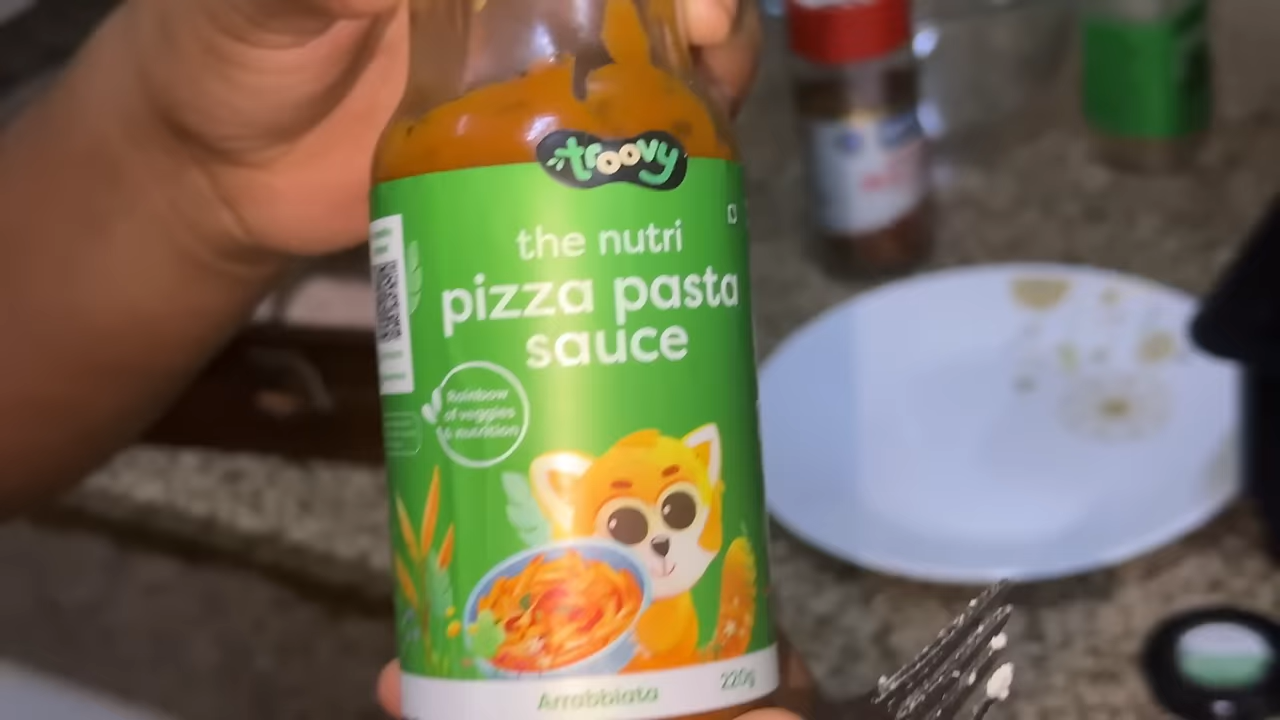 troovy
the nutri
pizza pasta
sauce
Rainbow
of veggies
& nutrition
Arrabbiata
220g